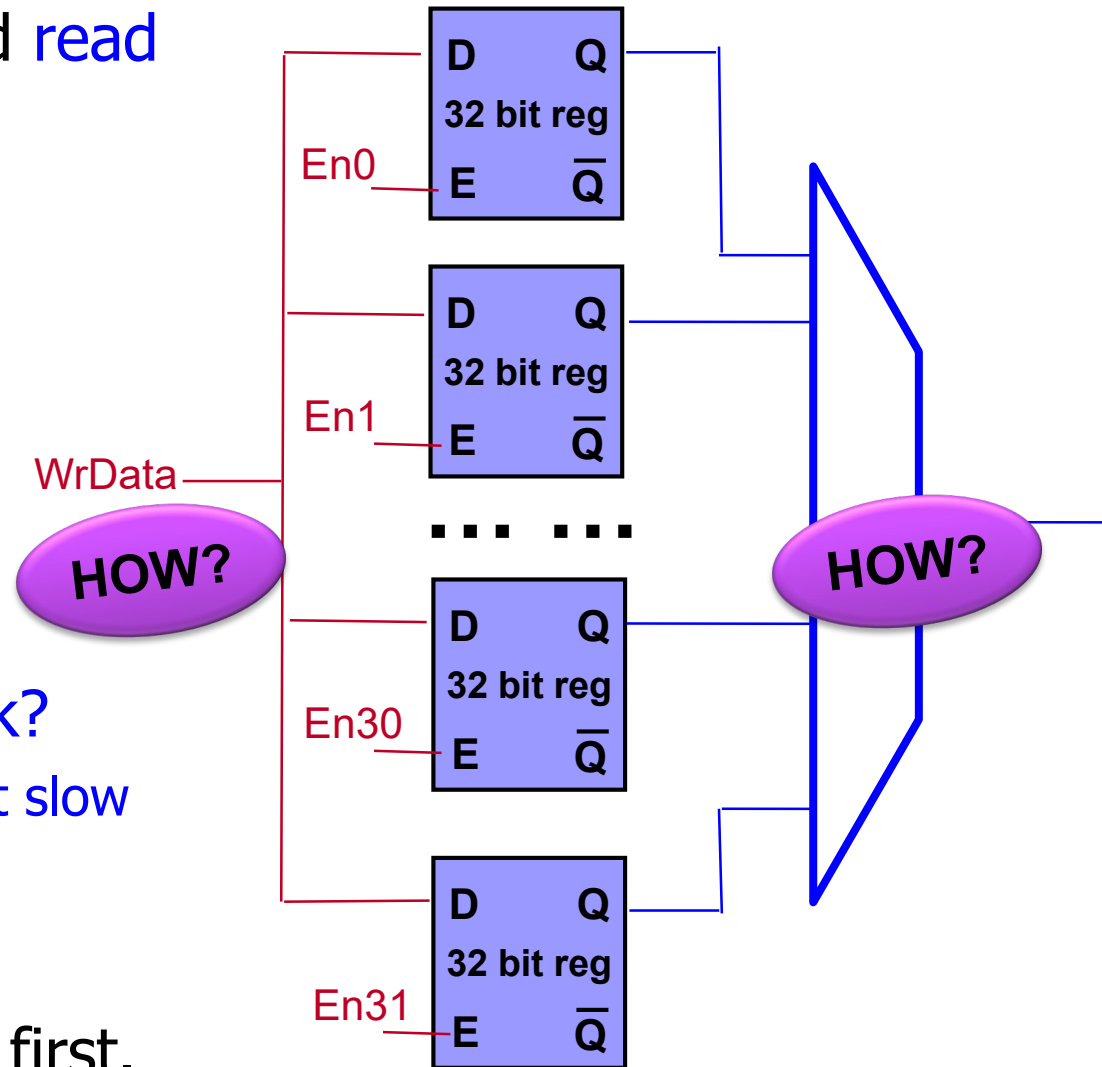 d read
D Q
32 bit reg
En0
E Q̅
D Q
32 bit reg
En1
E Q̅
WrData
... ...
HOW?
HOW?
D Q
32 bit reg
En30
E Q̅
k?
t slow
D Q
32 bit reg
En31
E Q̅
first.